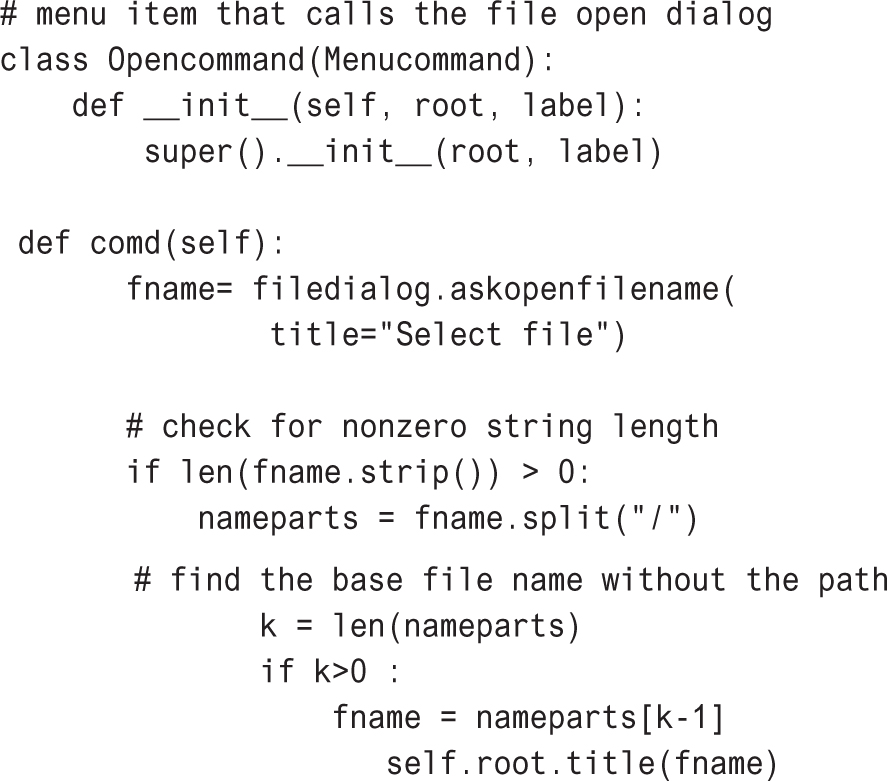 # menu item that calls the file open dialog
class Opencommand(Menucommand):
    def __init__(self, root, label):
        super().__init__(root, label)
 def comd(self):
       fname= filedialog.askopenfilename(
               title="Select file")
       # check for nonzero string length
       if len(fname.strip()) > 0:
           nameparts = fname.split("/")
       # find the base file name without the path
              k = len(nameparts)
              if k>0 :
                  fname = nameparts[k-1]
                     self.root.title(fname)